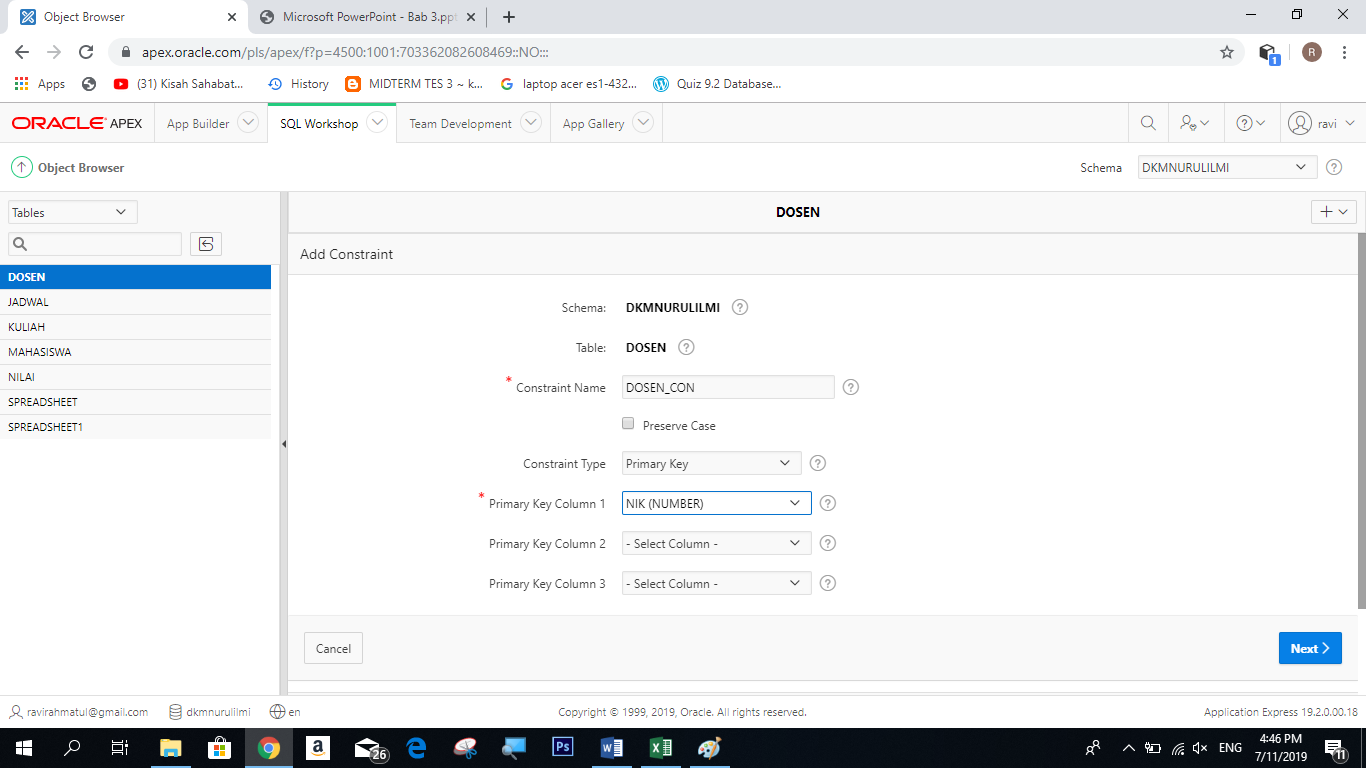 Object Browser
Microsoft PowerPoint - Bab 3.ppt
apex.oracle.com/pls/apex/f?p=4500:1001:703362082608469::NO:::
1
R
Apps
(31) Kisah Sahabat...
History
MIDTERM TES 3 ~ k...
laptop acer es1-432...
Quiz 9.2 Database...
ORACLE APEX
App Builder
SQL Workshop
Team Development
App Gallery
ravi
Object Browser
Schema
DKMNURULILMI
Tables
DOSEN
JADWAL
KULIAH
MAHASISWA
NILAI
SPREADSHEET
SPREADSHEET1
DOSEN
Add Constraint
Schema: DKMNURULILMI
Table: DOSEN
* Constraint Name DOSEN_CON
Preserve Case
Constraint Type Primary Key
* Primary Key Column 1 NIK (NUMBER)
Primary Key Column 2 - Select Column -
Primary Key Column 3 - Select Column -
Cancel
Next
ravirahmatul@gmail.com
dkmnurulilmi
en
Copyright © 1999, 2019, Oracle. All rights reserved.
Application Express 19.2.0.00.18
26
Ps
ENG
4:46 PM
7/11/2019
11